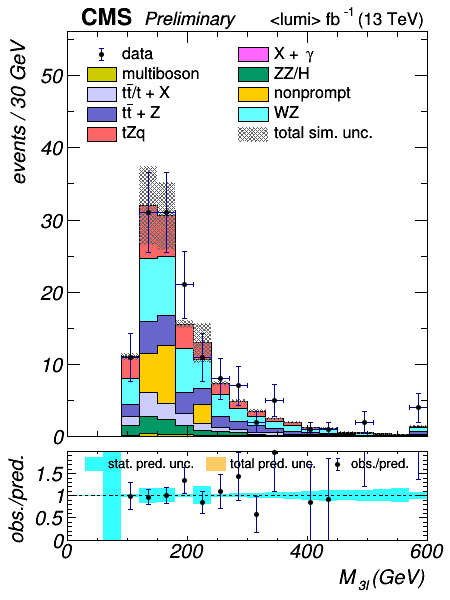 CMS Preliminary <lumi> fb⁻¹ (13 TeV)
events / 30 GeV
data
multiboson
tt̄/t + X
tt̄ + Z
tZq
X + γ
ZZ/H
nonprompt
WZ
total sim. unc.
50
40
30
20
10
0
obs./pred.
stat. pred. unc. total pred. unc. obs./pred.
1.5
1
0.5
0
0 200 400 600
M_3l (GeV)